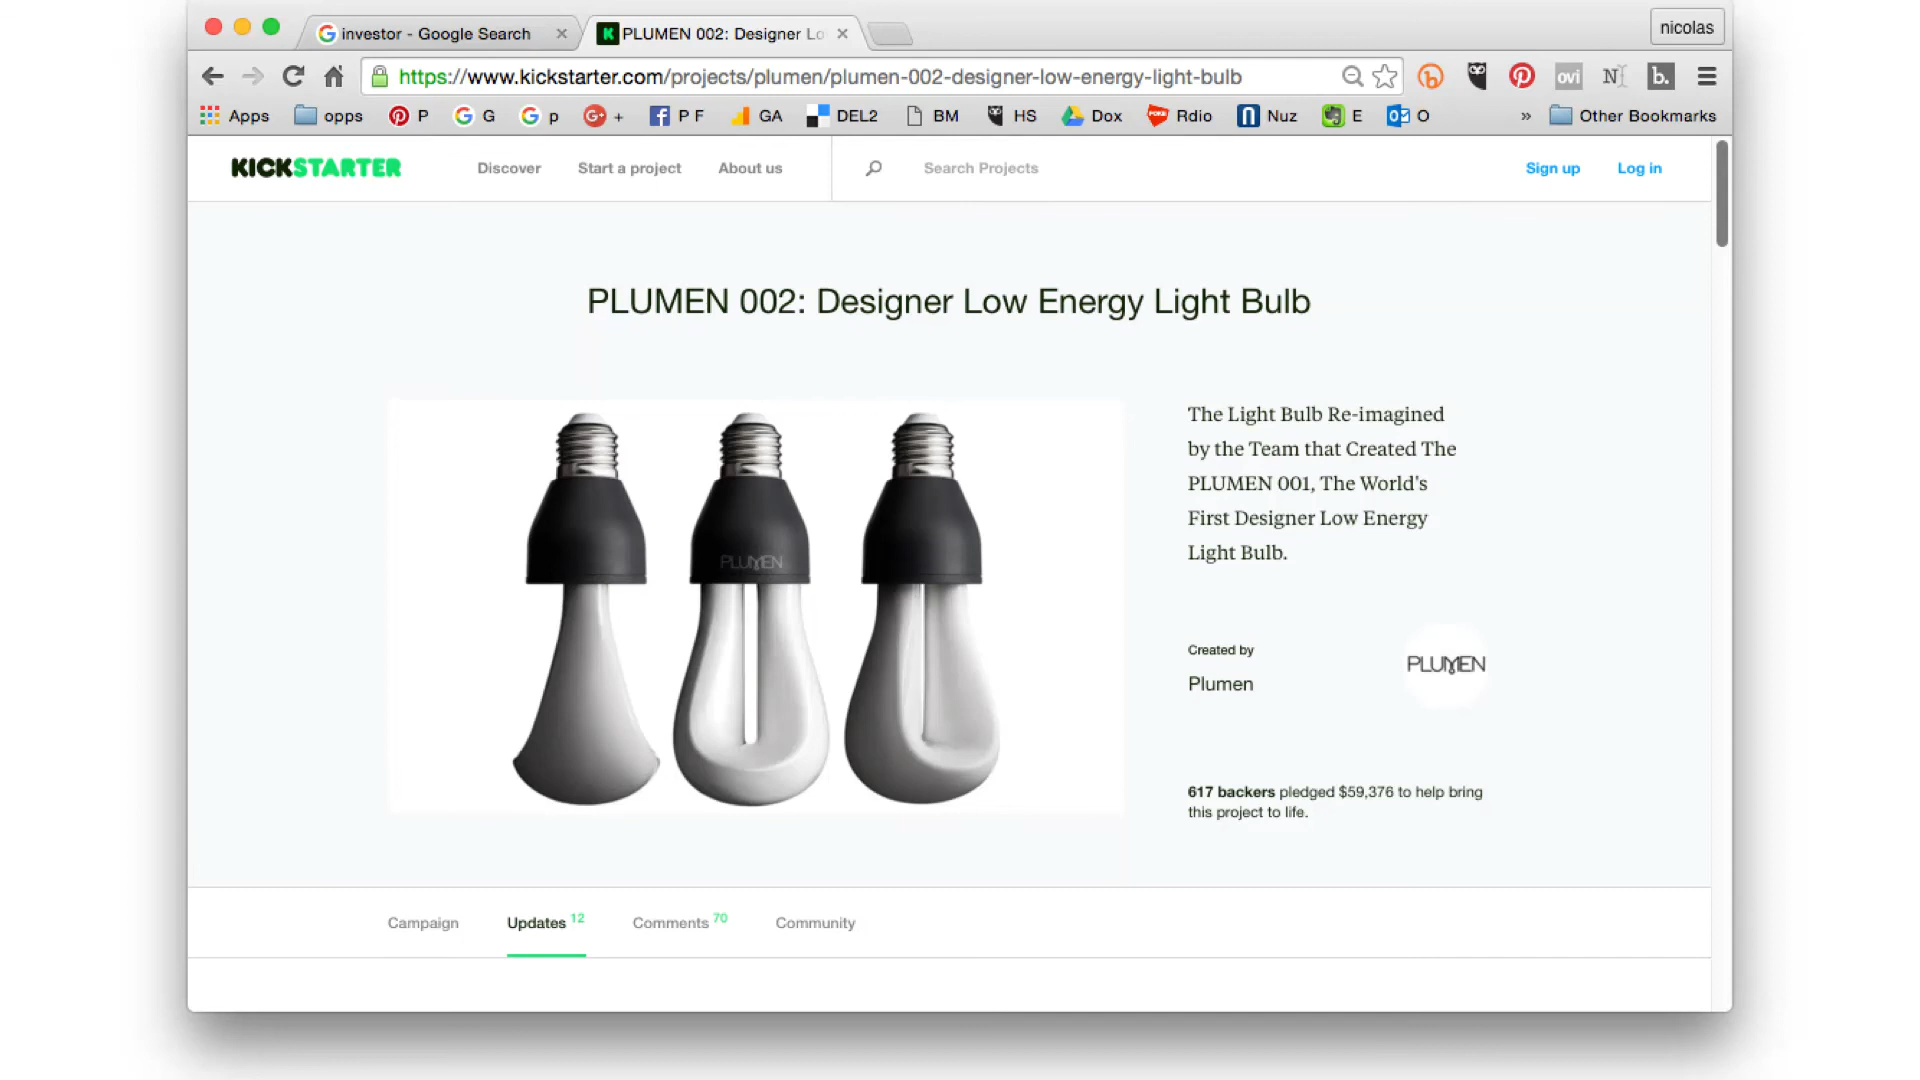 investor - Google Search
PLUMEN 002: Designer Lo
nicolas
https://www.kickstarter.com/projects/plumen/plumen-002-designer-low-energy-light-bulb
ovi
N
b.
Apps opps P G p + P F GA DEL2 BM HS Dox Rdio Nuz E O » Other Bookmarks
KICKSTARTER Discover Start a project About us Search Projects Sign up Log in
PLUMEN 002: Designer Low Energy Light Bulb
PLUMEN
The Light Bulb Re-imagined
by the Team that Created The
PLUMEN 001, The World's
First Designer Low Energy
Light Bulb.
Created by
Plumen
PLUMEN
617 backers pledged $59,376 to help bring
this project to life.
Campaign Updates 12 Comments 70 Community